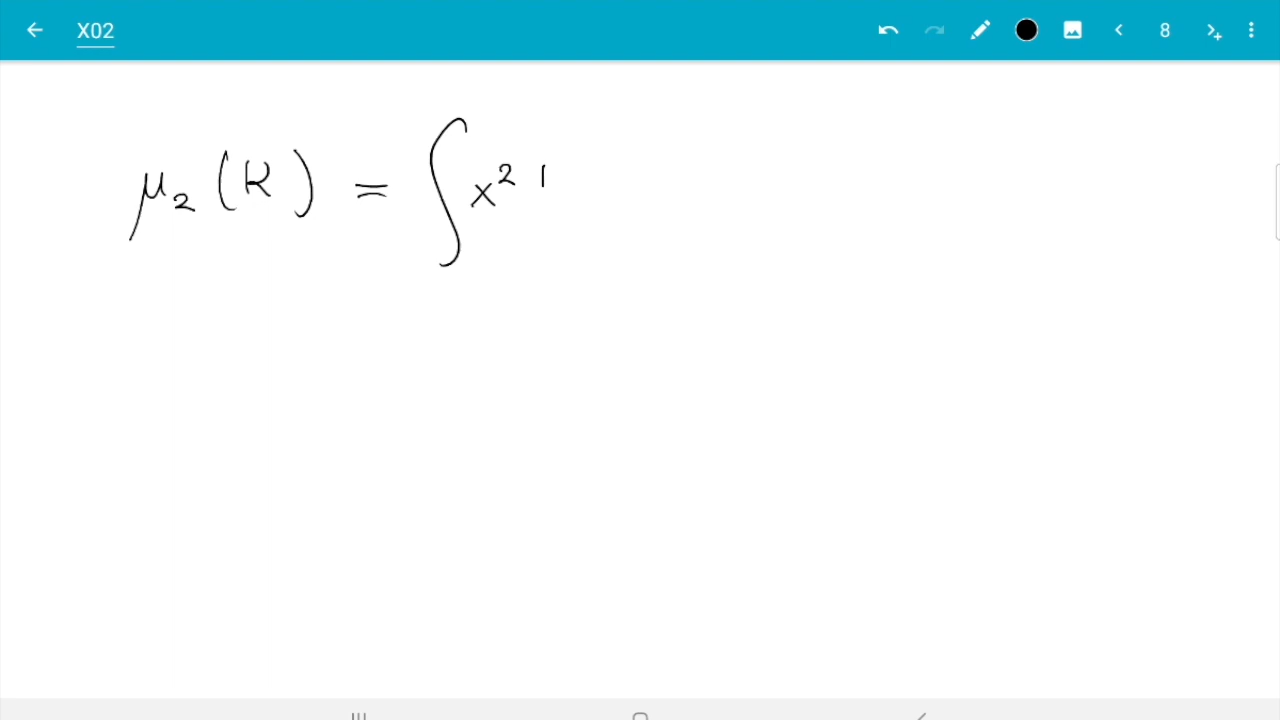 X02 8
μ₂(K) = ∫ x² |